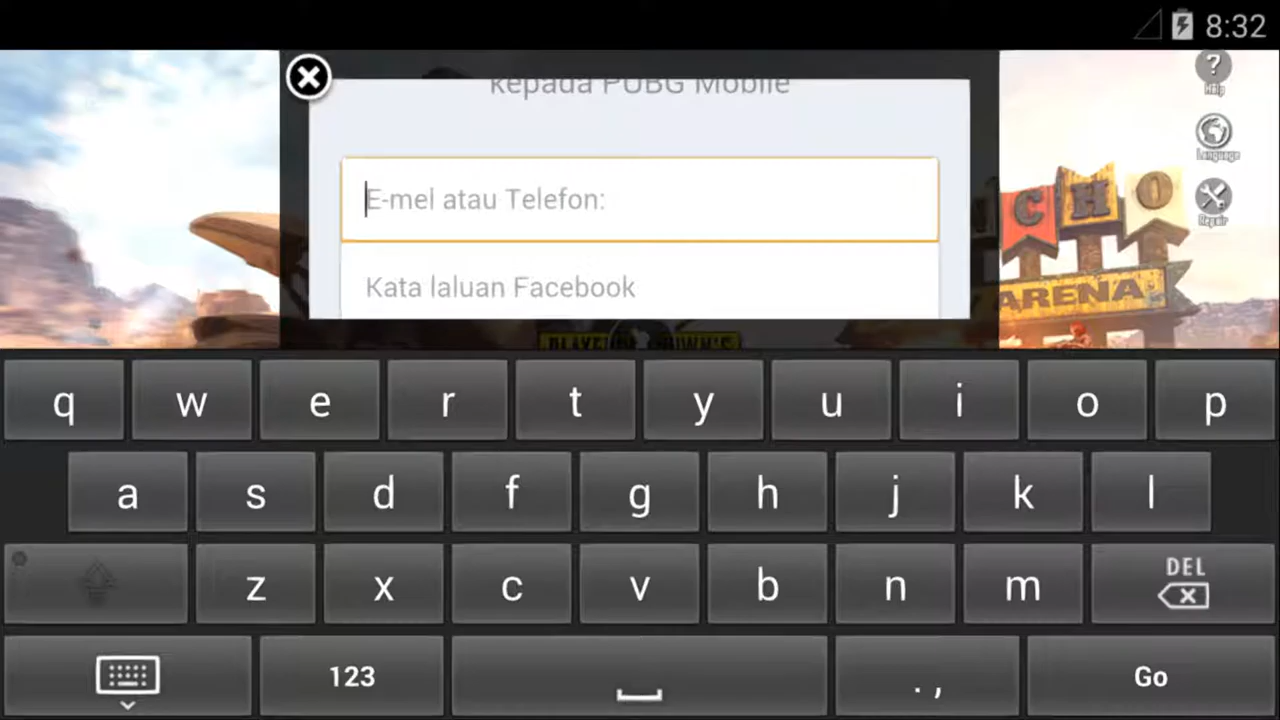 8:32
kepada PUBG Mobile
?
Help
Language
Repair
E-mel atau Telefon:
Kata laluan Facebook
CHO
ARENA
q w e r t y u i o p
a s d f g h j k l
z x c v b n m DEL
123 . , Go